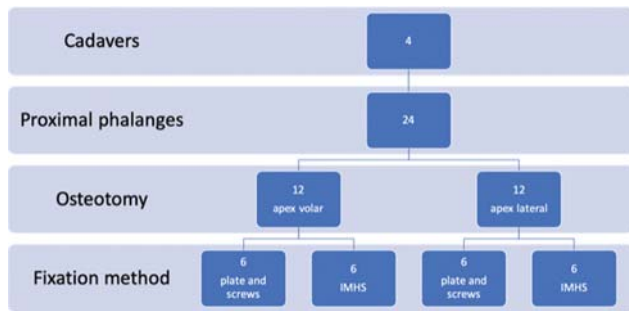 Cadavers
4
Proximal phalanges
24
Osteotomy
12
apex volar
12
apex lateral
Fixation method
6
plate and
screws
6
IMHS
6
plate and
screws
6
IMHS